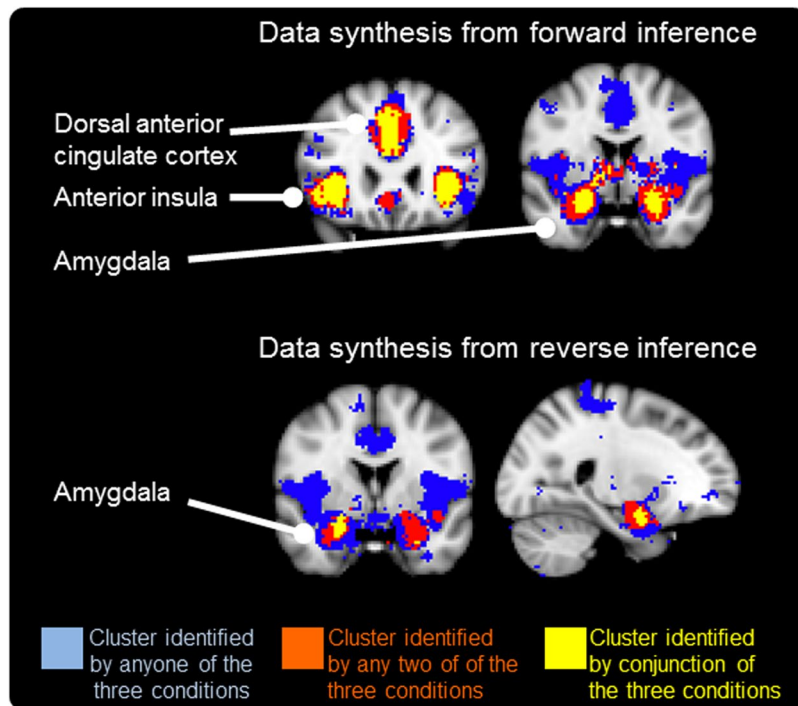 Data synthesis from forward inference
Dorsal anterior
cingulate cortex
Anterior insula
Amygdala
Data synthesis from reverse inference
Amygdala
Cluster identified
by anyone of the
three conditions
Cluster identified
by any two of of the
three conditions
Cluster identified
by conjunction of
the three conditions